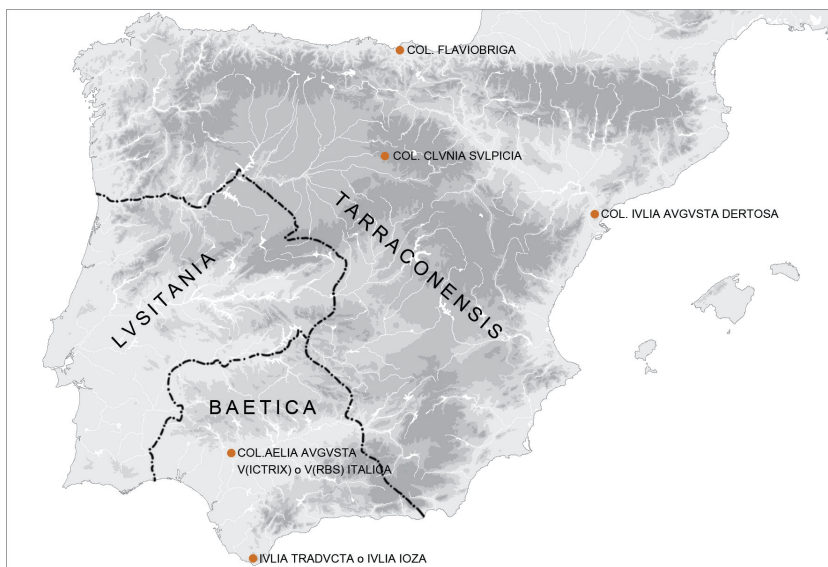 COL. FLAVIOBRIGA
COL. CLVNIA SVLPICIA
COL. IVLIA AVGVSTA DERTOSA
TARRACONENSIS
LVSITANIA
BAETICA
COL.AELIA AVGVSTA
V(ICTRIX) o V(RBS) ITALICA
IVLIA TRADVCTA o IVLIA IOZA